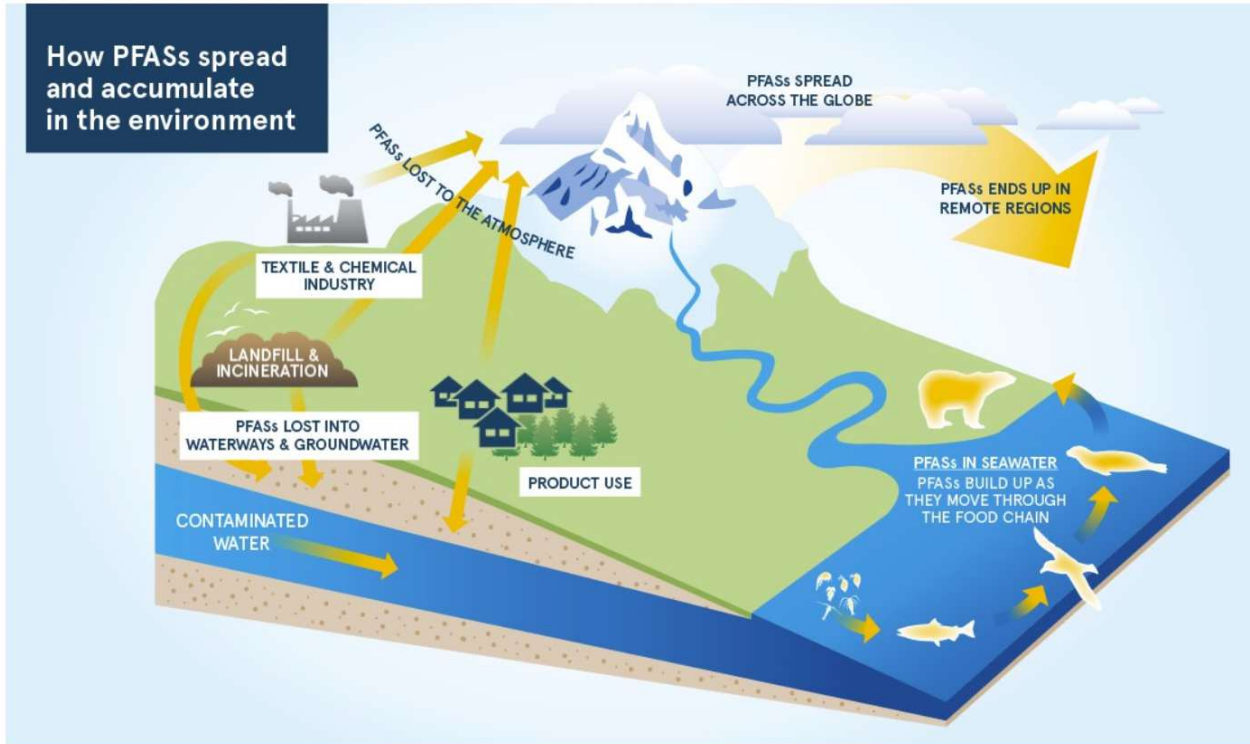 How PFASs spread
and accumulate
in the environment
PFASs SPREAD
ACROSS THE GLOBE
PFASs LOST TO THE ATMOSPHERE
PFASs ENDS UP IN
REMOTE REGIONS
TEXTILE & CHEMICAL
INDUSTRY
LANDFILL &
INCINERATION
PFASs LOST INTO
WATERWAYS & GROUNDWATER
PRODUCT USE
PFASs IN SEAWATER
PFASs BUILD UP AS
THEY MOVE THROUGH
THE FOOD CHAIN
CONTAMINATED
WATER